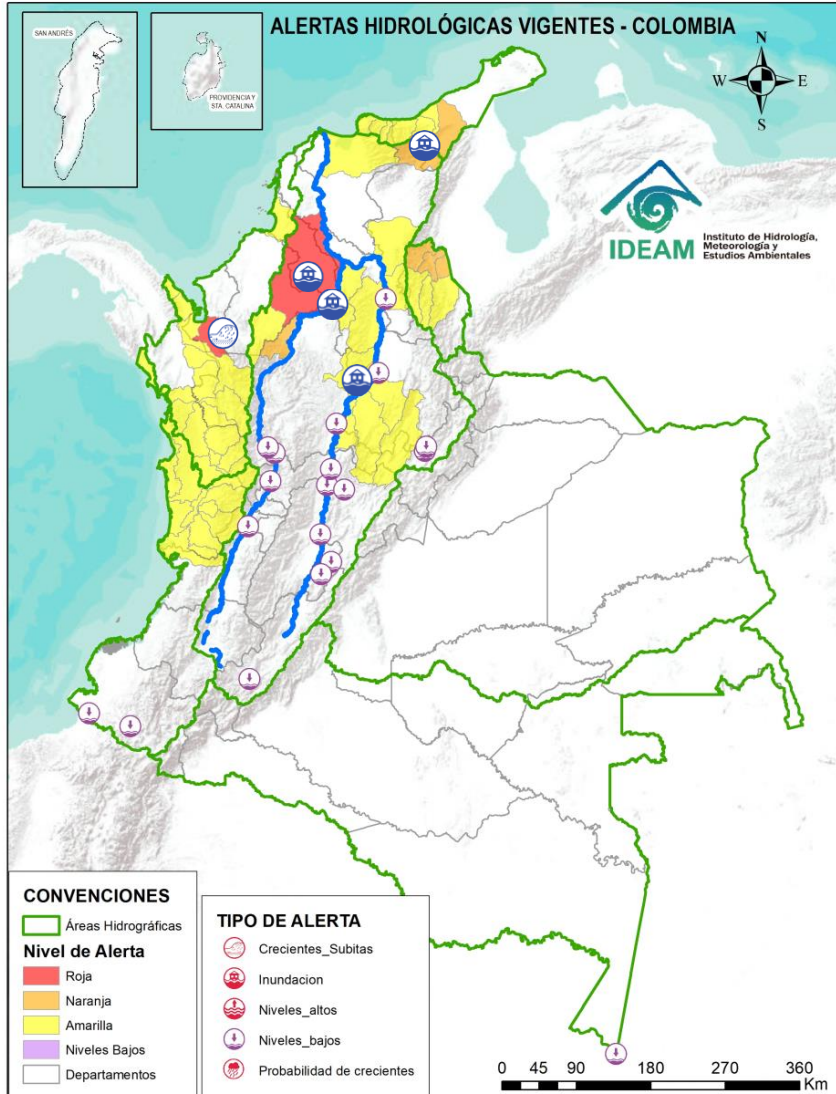 ALERTAS HIDROLÓGICAS VIGENTES - COLOMBIA
SAN ANDRÉS
PROVIDENCIA Y
STA. CATALINA
N
W
E
S
IDEAM
Instituto de Hidrología,
Meteorología y
Estudios Ambientales
CONVENCIONES
Áreas Hidrográficas
Nivel de Alerta
Roja
Naranja
Amarilla
Niveles Bajos
Departamentos
TIPO DE ALERTA
Crecientes_Subitas
Inundacion
Niveles_altos
Niveles_bajos
Probabilidad de crecientes
0 45 90 180 270 360
Km